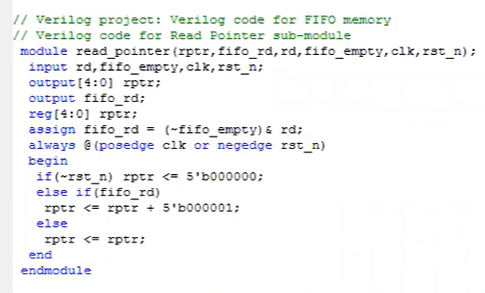 // Verilog project: Verilog code for FIFO memory
// Verilog code for Read Pointer sub-module
module read_pointer(rptr,fifo_rd,rd,fifo_empty,clk,rst_n);
input rd,fifo_empty,clk,rst_n;
output[4:0] rptr;
output fifo_rd;
reg[4:0] rptr;
assign fifo_rd = (~fifo_empty)& rd;
always @(posedge clk or negedge rst_n)
begin
if(~rst_n) rptr <= 5'b000000;
else if(fifo_rd)
rptr <= rptr + 5'b000001;
else
rptr <= rptr;
end
endmodule